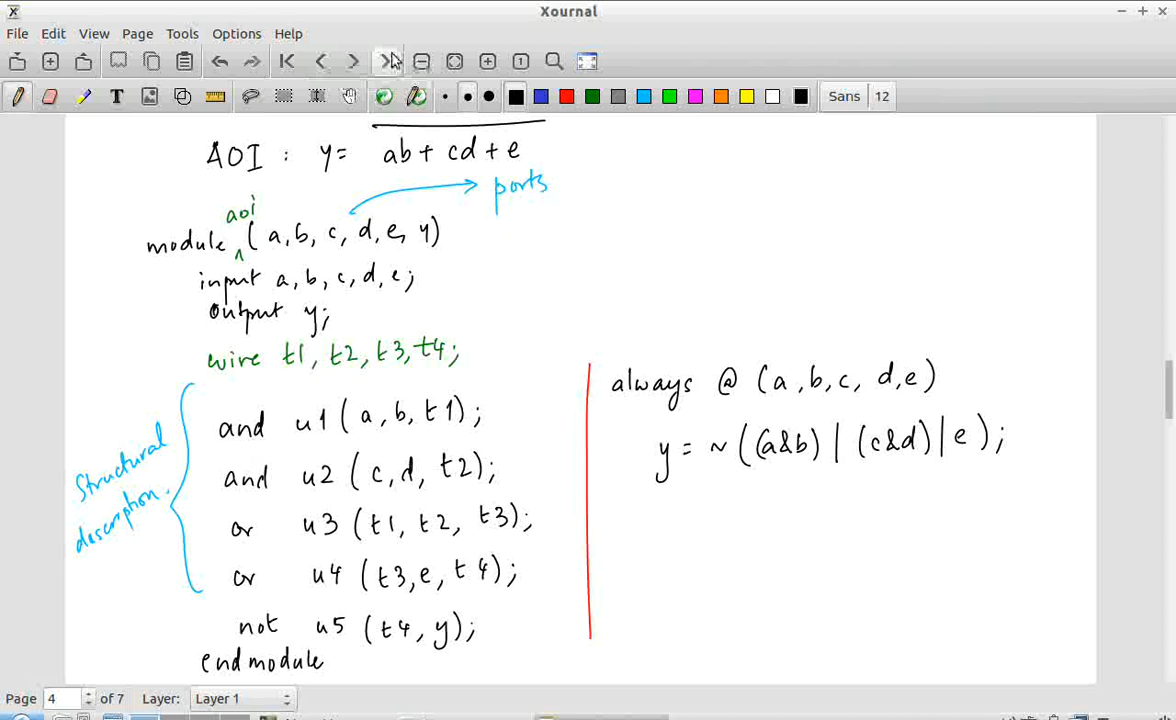 Xournal
File Edit View Page Tools Options Help
Sans 12
AOI : y = ab + cd + e
ports
aoi
module ^ ( a, b, c, d, e, y)
input a, b, c, d, e;
output y;
wire t1, t2, t3, t4;
Structural description.
and u1 ( a, b, t1);
and u2 ( c, d, t2);
or u3 ( t1, t2, t3);
or u4 ( t3, e, t4);
not u5 ( t4, y);
endmodule
always @ (a, b, c, d, e)
y = ~ ( (a&b) | (c&d) | e );
Page 4 of 7 Layer: Layer 1